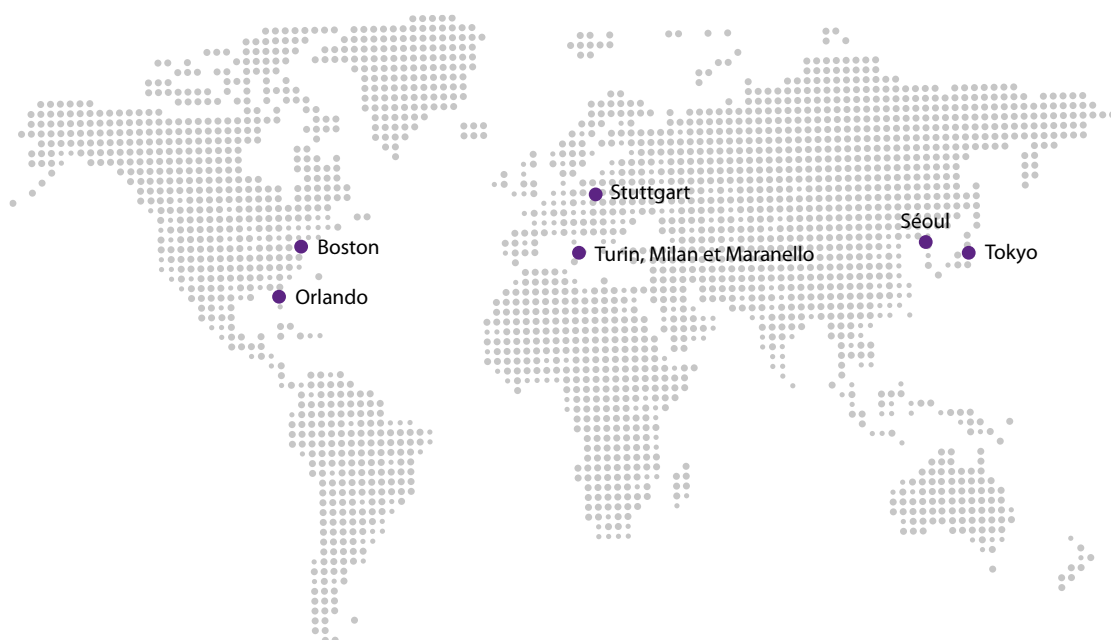 Stuttgart
Séoul
Boston
Turin, Milan et Maranello
Tokyo
Orlando